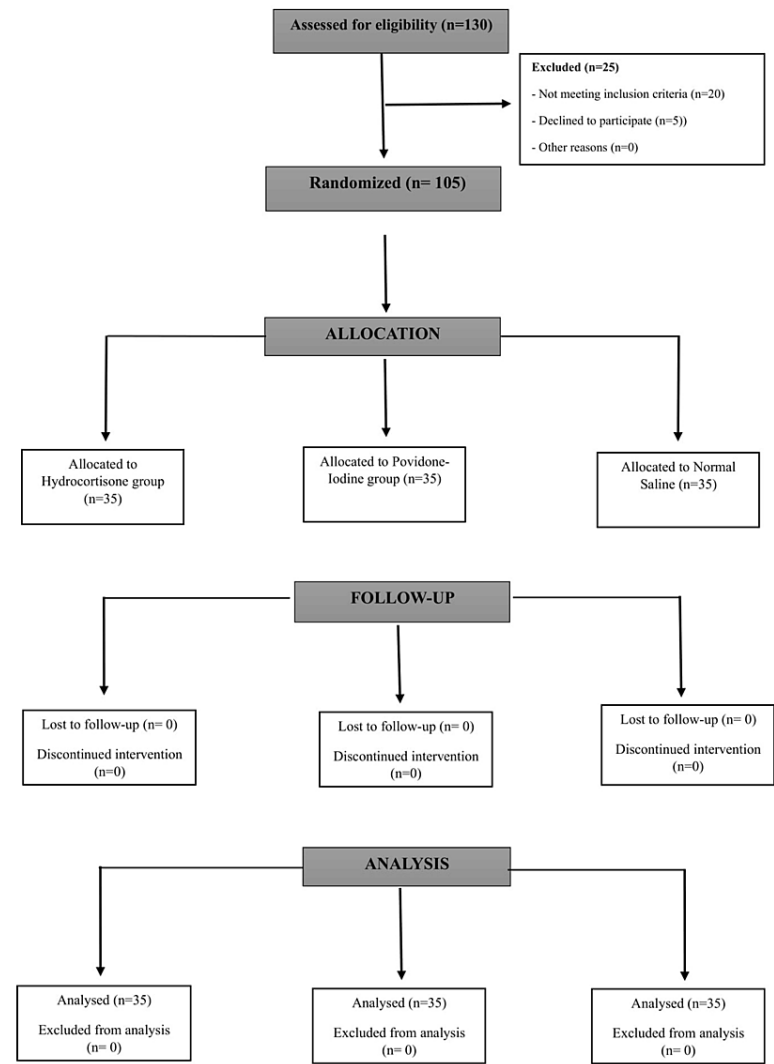 Assessed for eligibility (n=130)
Excluded (n=25)
- Not meeting inclusion criteria (n=20)
- Declined to participate (n=5))
- Other reasons (n=0)
Randomized (n= 105)
ALLOCATION
Allocated to
Hydrocortisone group
(n=35)
Allocated to Povidone-
Iodine group (n=35)
Allocated to Normal
Saline (n=35)
FOLLOW-UP
Lost to follow-up (n= 0)
Discontinued intervention
(n=0)
Lost to follow-up (n= 0)
Discontinued intervention
(n=0)
Lost to follow-up (n= 0)
Discontinued intervention
(n=0)
ANALYSIS
Analysed (n=35)
Excluded from analysis
(n= 0)
Analysed (n=35)
Excluded from analysis
(n= 0)
Analysed (n=35)
Excluded from analysis
(n= 0)